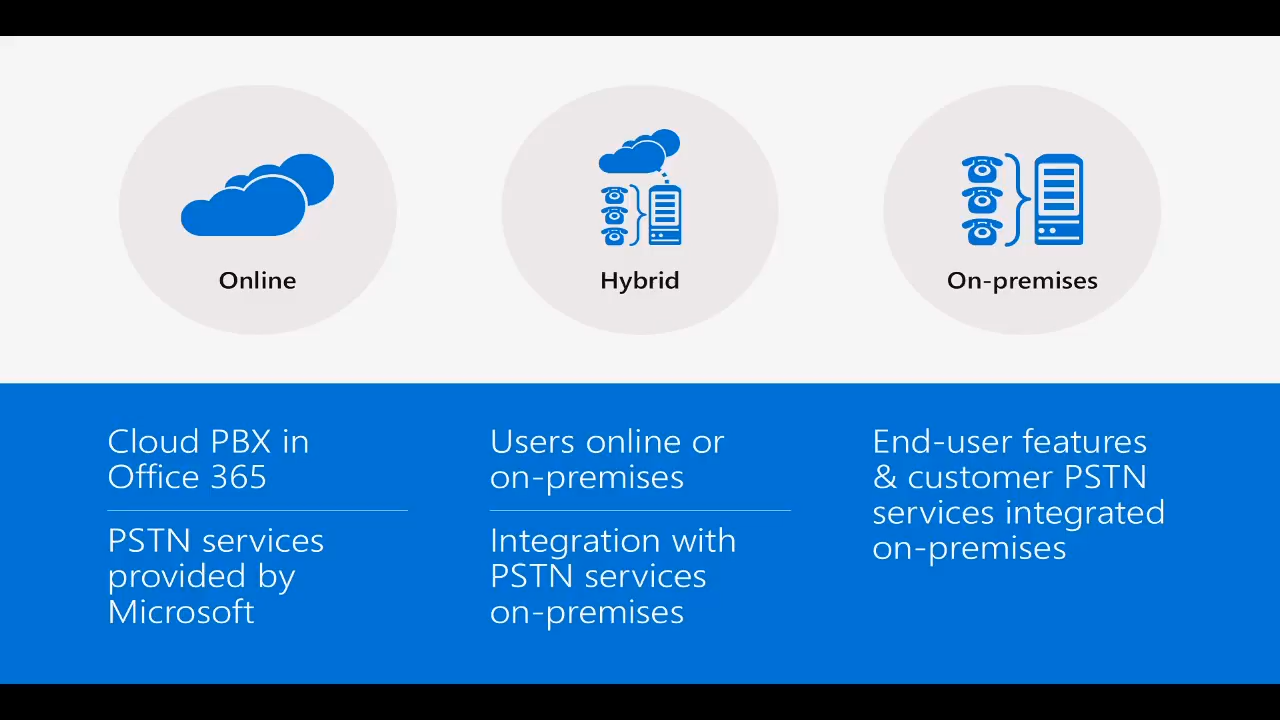 Online
Hybrid
On-premises
Cloud PBX in
Office 365
PSTN services
provided by
Microsoft
Users online or
on-premises
Integration with
PSTN services
on-premises
End-user features
& customer PSTN
services integrated
on-premises